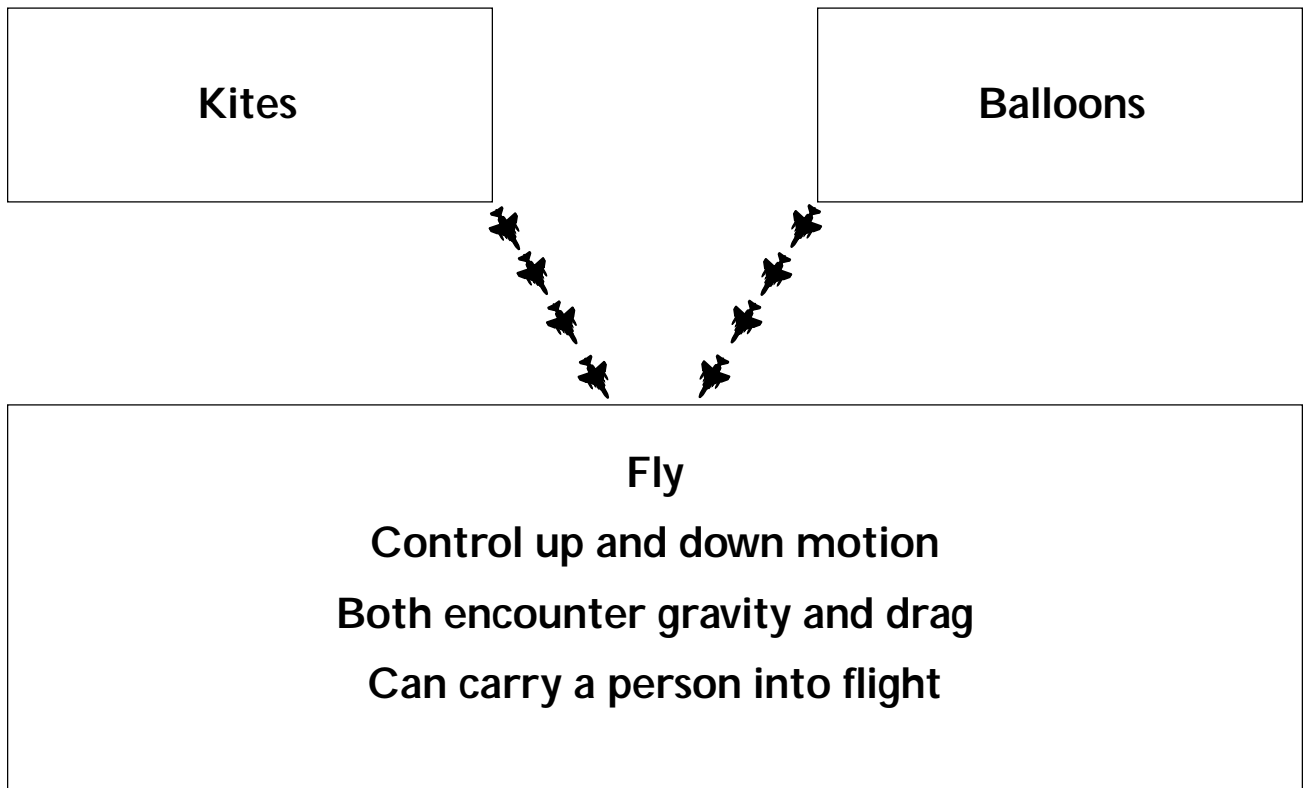 Kites
Balloons
Fly
Control up and down motion
Both encounter gravity and drag
Can carry a person into flight